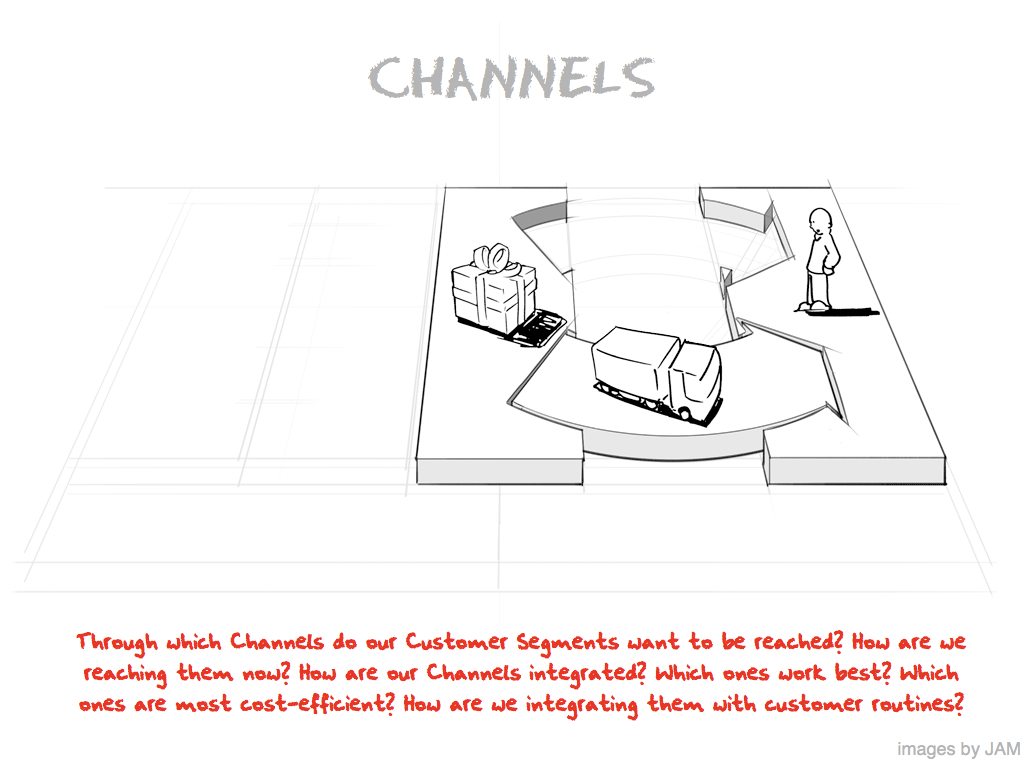 CHANNELS
Through which Channels do our Customer Segments want to be reached? How are we
reaching them now? How are our Channels integrated? Which ones work best? Which
ones are most cost-efficient? How are we integrating them with customer routines?
images by JAM